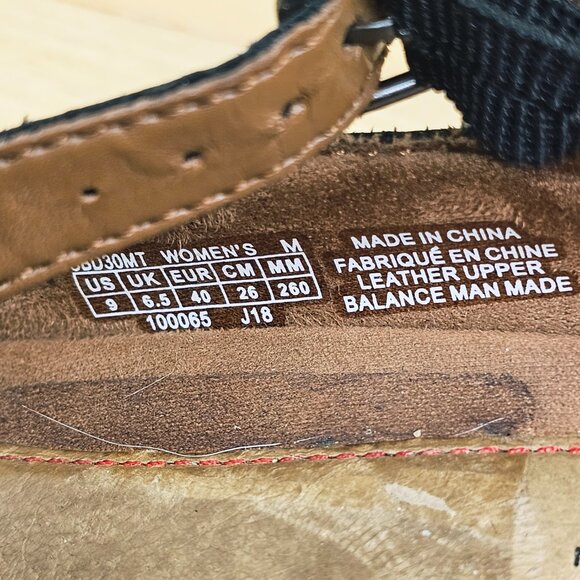 WOMEN'S M
US UK EUR CM MM
9 6.5 40 26 260
100065 J18
MADE IN CHINA
FABRIQUÉ EN CHINE
LEATHER UPPER
BALANCE MAN MADE